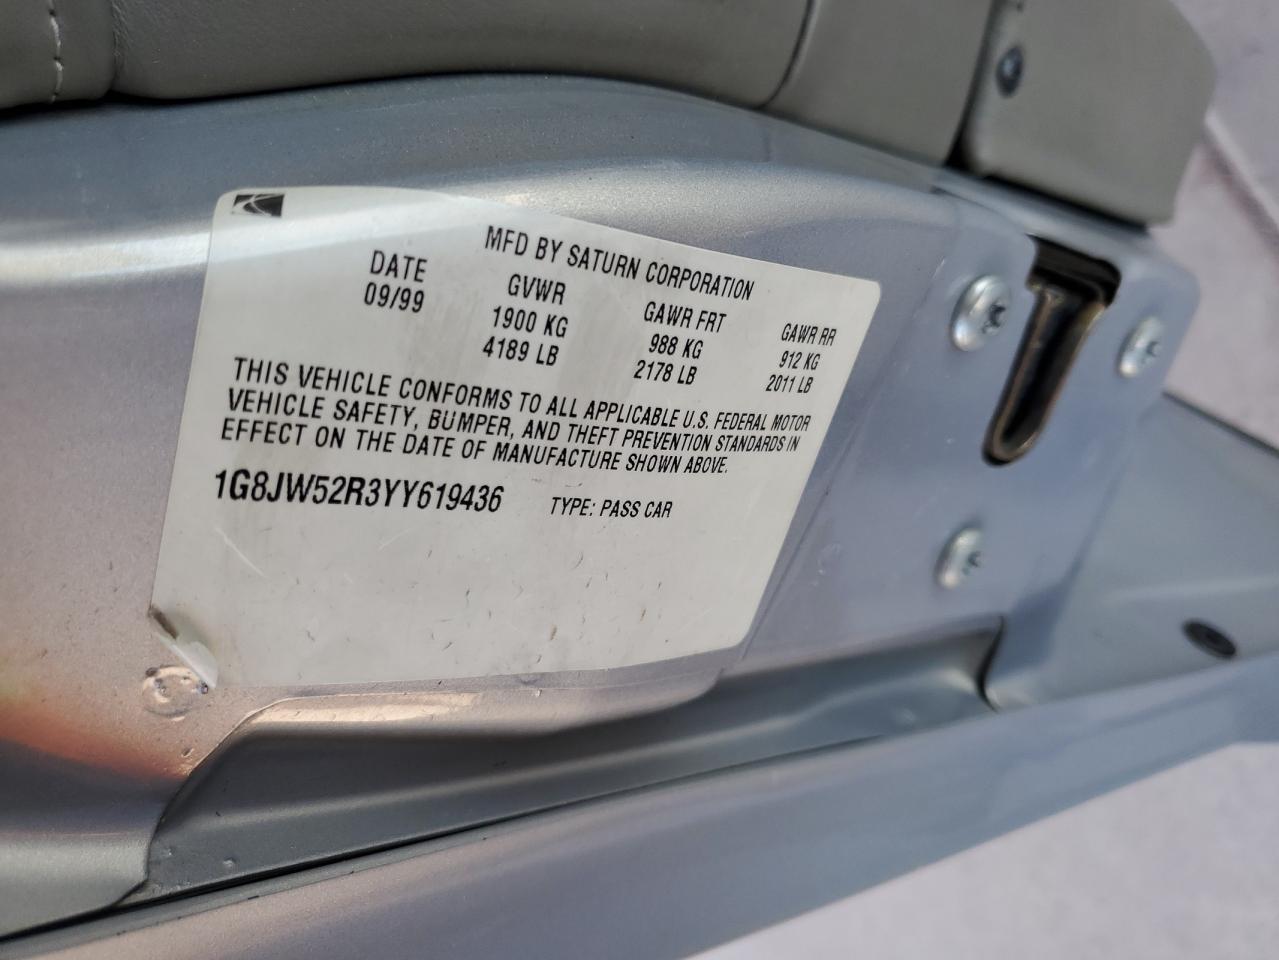 MFD BY SATURN CORPORATION
DATE GVWR GAWR FRT GAWR RR
09/99 1900 KG 988 KG 912 KG
4189 LB 2178 LB 2011 LB
THIS VEHICLE CONFORMS TO ALL APPLICABLE U.S. FEDERAL MOTOR
VEHICLE SAFETY, BUMPER, AND THEFT PREVENTION STANDARDS IN
EFFECT ON THE DATE OF MANUFACTURE SHOWN ABOVE.
1G8JW52R3YY619436 TYPE: PASS CAR